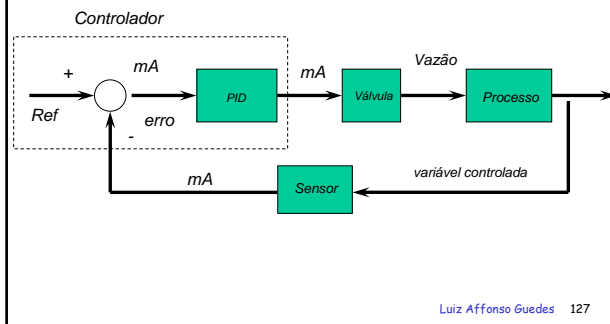 Controlador
+
mA
mA
Vazão
PID
Válvula
Processo
Ref
erro
-
mA
Sensor
variável controlada
Luiz Affonso Guedes 127